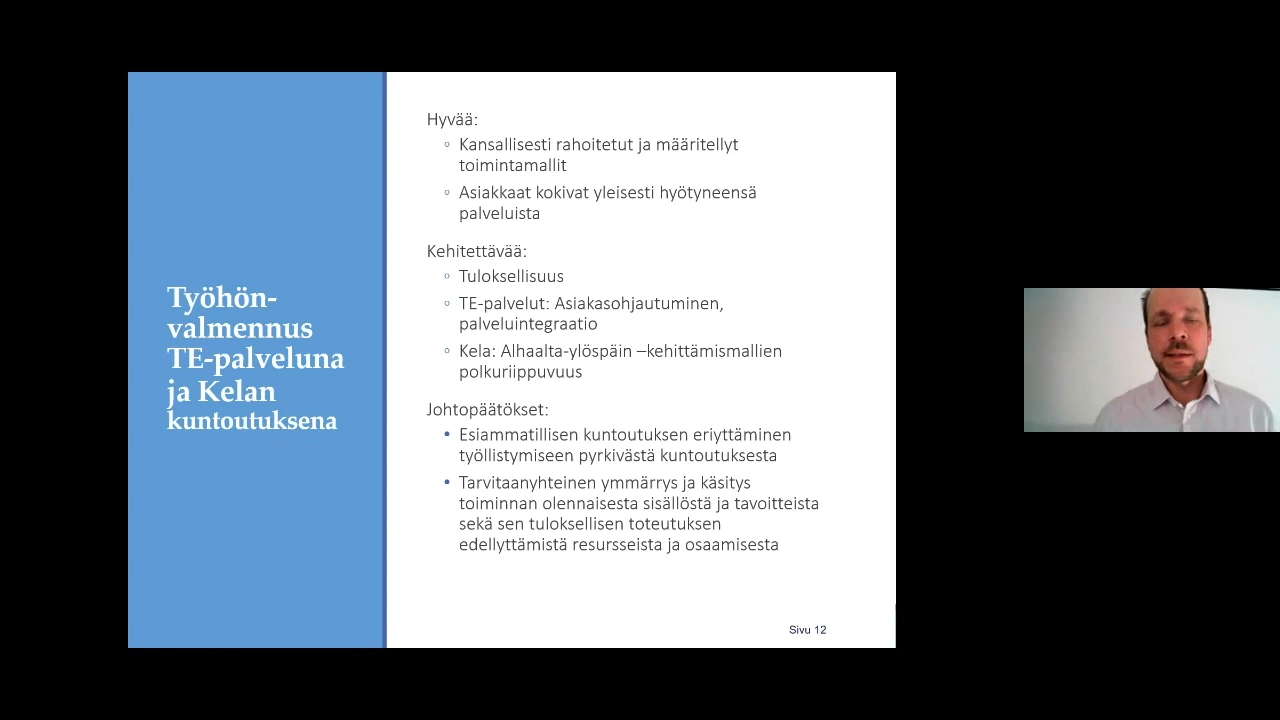 Työhön-
valmennus
TE-palveluna
ja Kelan
kuntoutuksena
Hyvää:
◦ Kansallisesti rahoitetut ja määritellyt
toimintamallit
◦ Asiakkaat kokivat yleisesti hyötyneensä
palveluista
Kehitettävää:
◦ Tuloksellisuus
◦ TE-palvelut: Asiakasohjautuminen,
palveluintegraatio
◦ Kela: Alhaalta-ylöspäin –kehittämismallien
polkuriippuvuus
Johtopäätökset:
• Esiammatillisen kuntoutuksen eriyttäminen
työllistymiseen pyrkivästä kuntoutuksesta
• Tarvitaanyhteinen ymmärrys ja käsitys
toiminnan olennaisesta sisällöstä ja tavoitteista
sekä sen tuloksellisen toteutuksen
edellyttämistä resursseista ja osaamisesta
Sivu 12